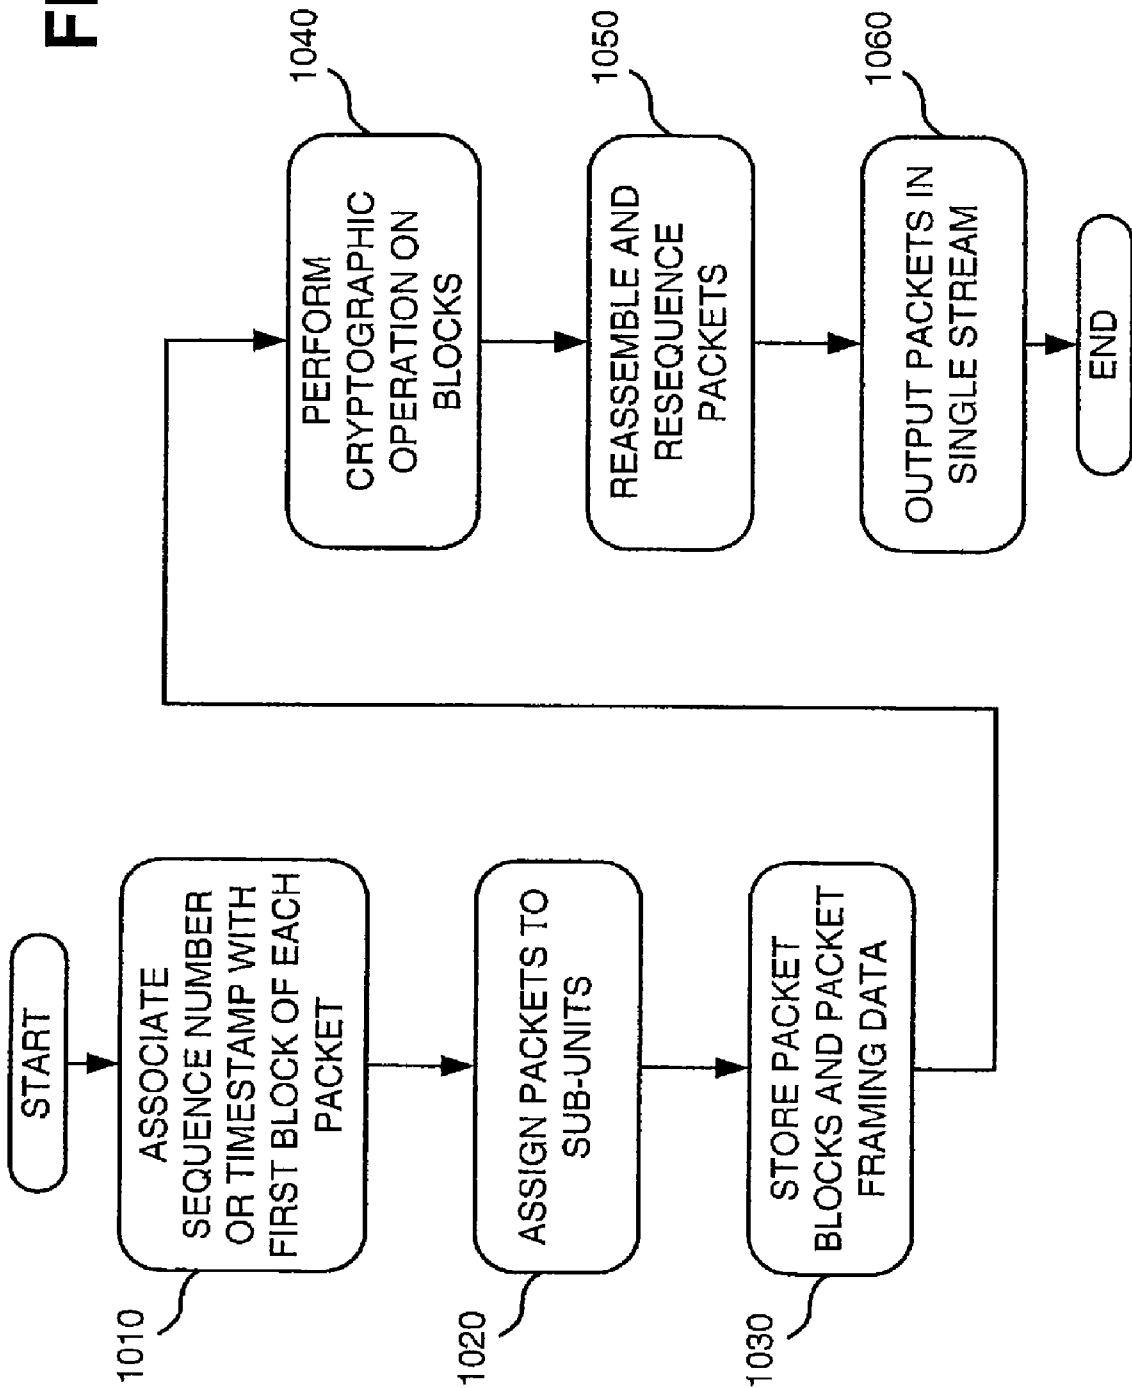 START
ASSOCIATE
SEQUENCE NUMBER
OR TIMESTAMP WITH
FIRST BLOCK OF EACH
PACKET
1010
ASSIGN PACKETS TO
SUB-UNITS
1020
STORE PACKET
BLOCKS AND PACKET
FRAMING DATA
1030
PERFORM
CRYPTOGRAPHIC
OPERATION ON
BLOCKS
1040
REASSEMBLE AND
RESEQUENCE
PACKETS
1050
OUTPUT PACKETS IN
SINGLE STREAM
1060
END